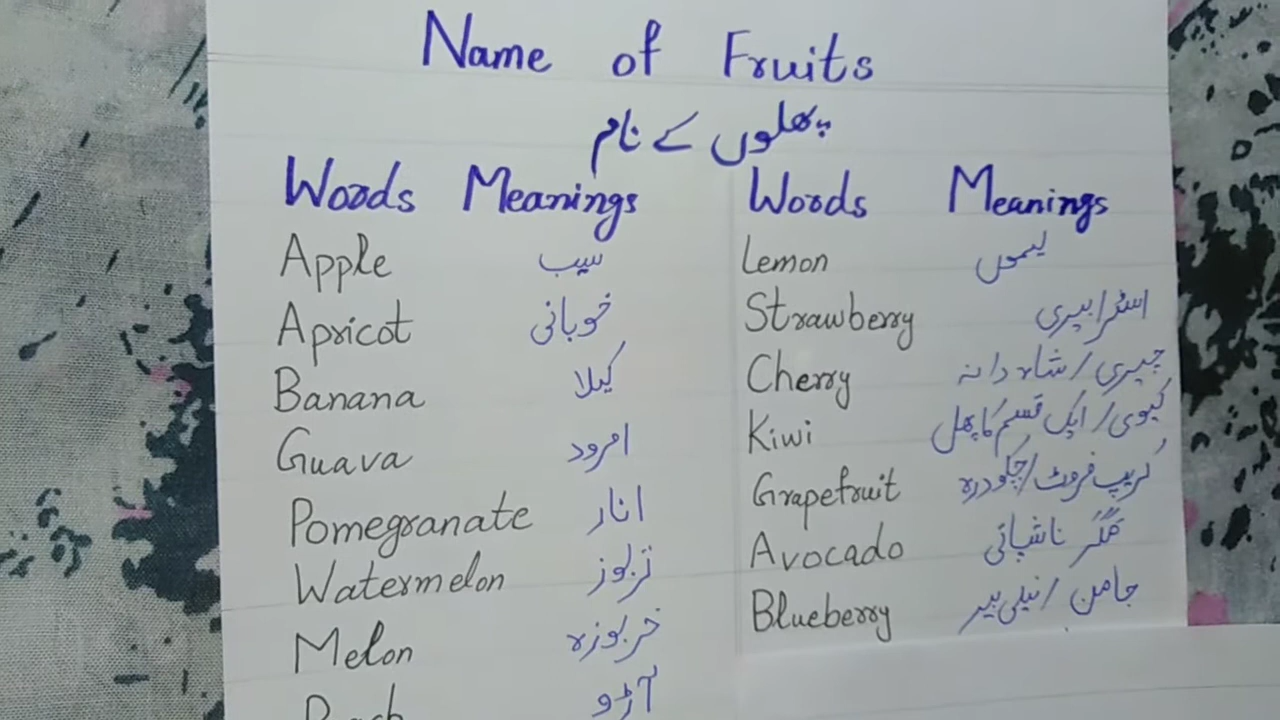 Name of Fruits
پھلوں کے نام
Words Meanings Words Meanings
Apple سیب Lemon لیموں
Apricot خوبانی Strawberry اسٹرابیری
Banana کیلا Cherry چیری / شاہ دانہ
Guava امرود Kiwi کیوی / ایک قسم کا پھل
Pomegranate انار Grapefruit گریپ فروٹ / چکودرہ
Watermelon تربوز Avocado مگر ناشپاتی
Melon خربوزہ Blueberry جامن / نیلی بیر
Peach آڑو